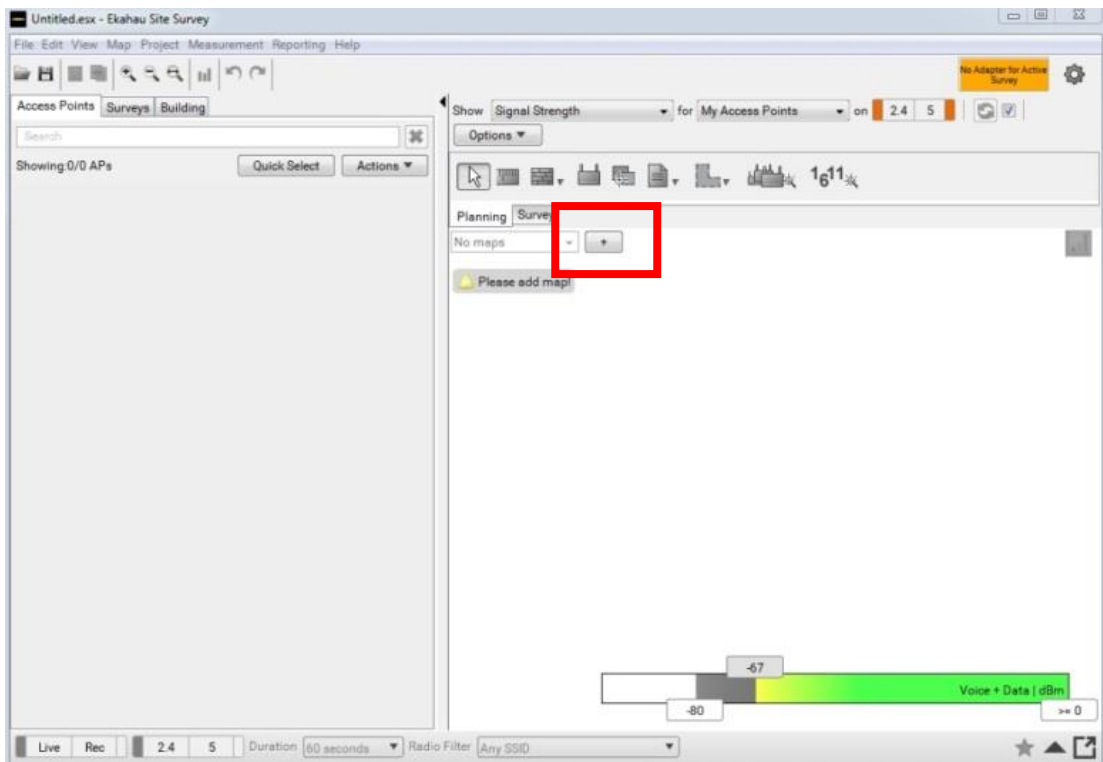 Untitled.esx - Ekahau Site Survey
File Edit View Map Project Measurement Reporting Help
No Adapter for Active
Survey
Access Points Surveys Building
Show Signal Strength for My Access Points on 2.4 5
Search
Options
Showing:0/0 APs Quick Select Actions
1611
Planning Survey
No maps +
Please add map!
-67
Voice + Data | dBm
-80 >= 0
Live Rec 2.4 5 Duration 60 seconds Radio Filter Any SSID